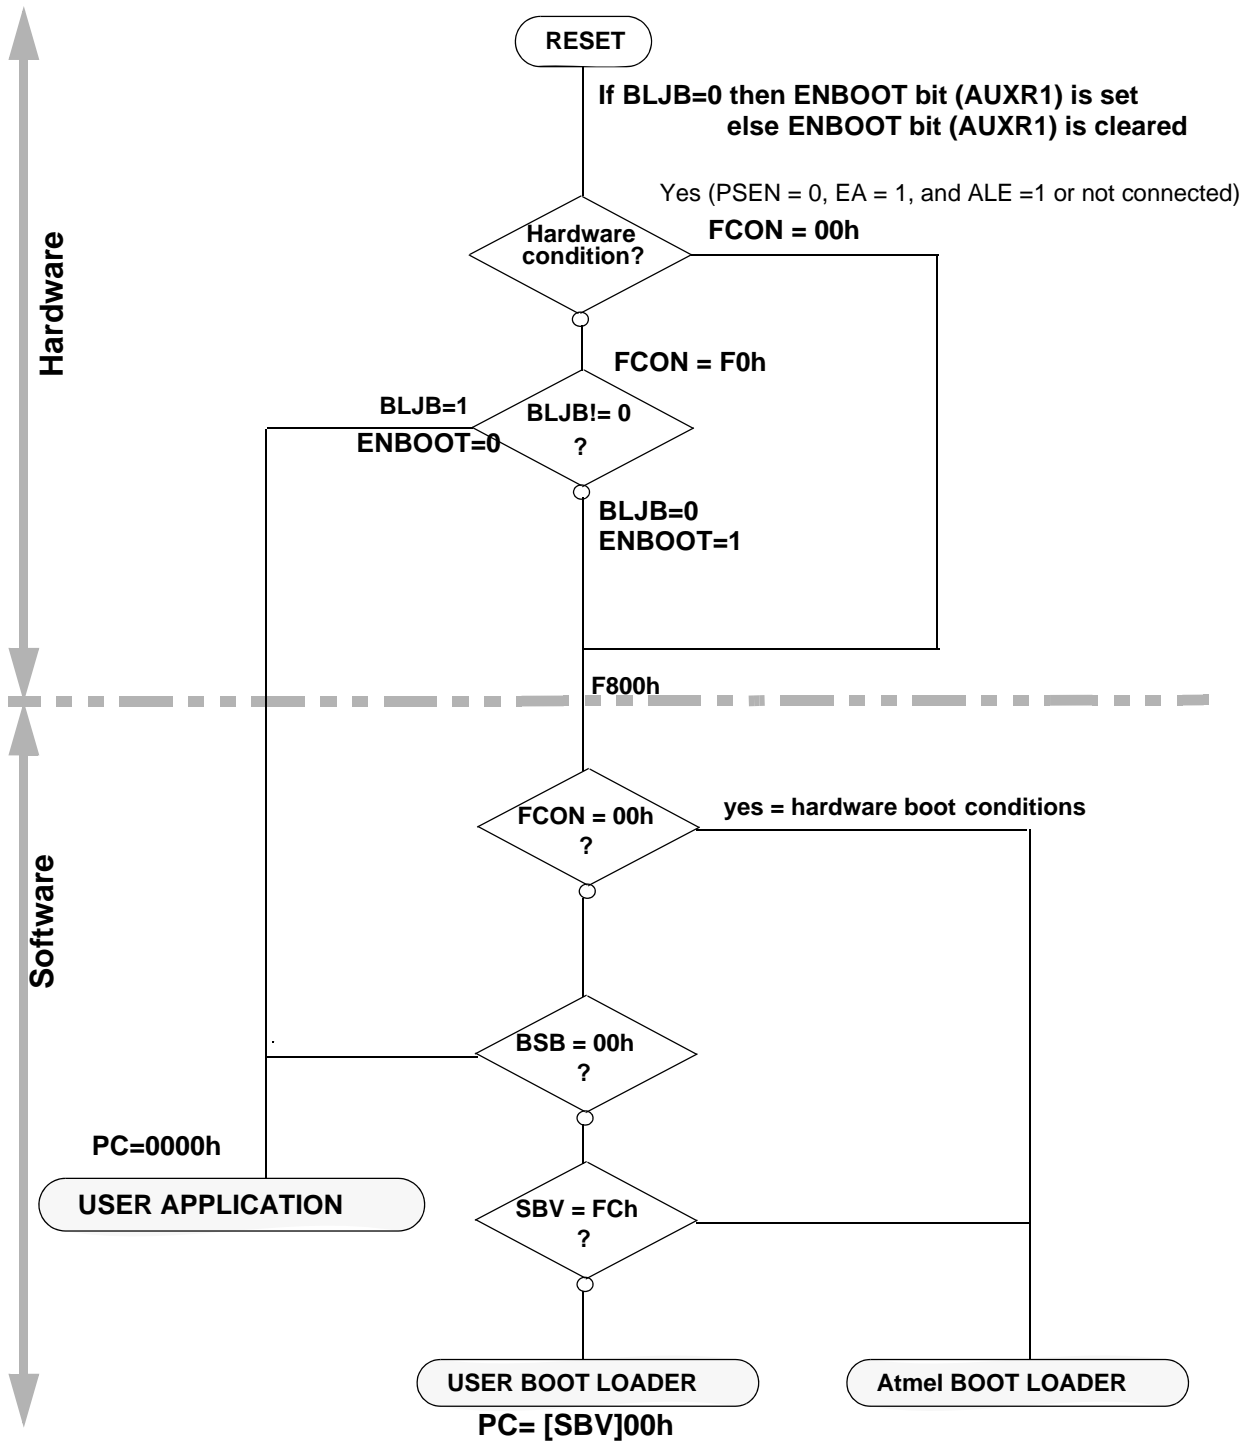 RESET
If BLJB=0 then ENBOOT bit (AUXR1) is set
else ENBOOT bit (AUXR1) is cleared
Yes (PSEN = 0, EA = 1, and ALE =1 or not connected)
FCON = 00h
Hardware
condition?
Hardware
FCON = F0h
BLJB=1
ENBOOT=0
BLJB!= 0
?
BLJB=0
ENBOOT=1
F800h
FCON = 00h
?
yes = hardware boot conditions
Software
BSB = 00h
?
PC=0000h
USER APPLICATION
SBV = FCh
?
USER BOOT LOADER
PC= [SBV]00h
Atmel BOOT LOADER